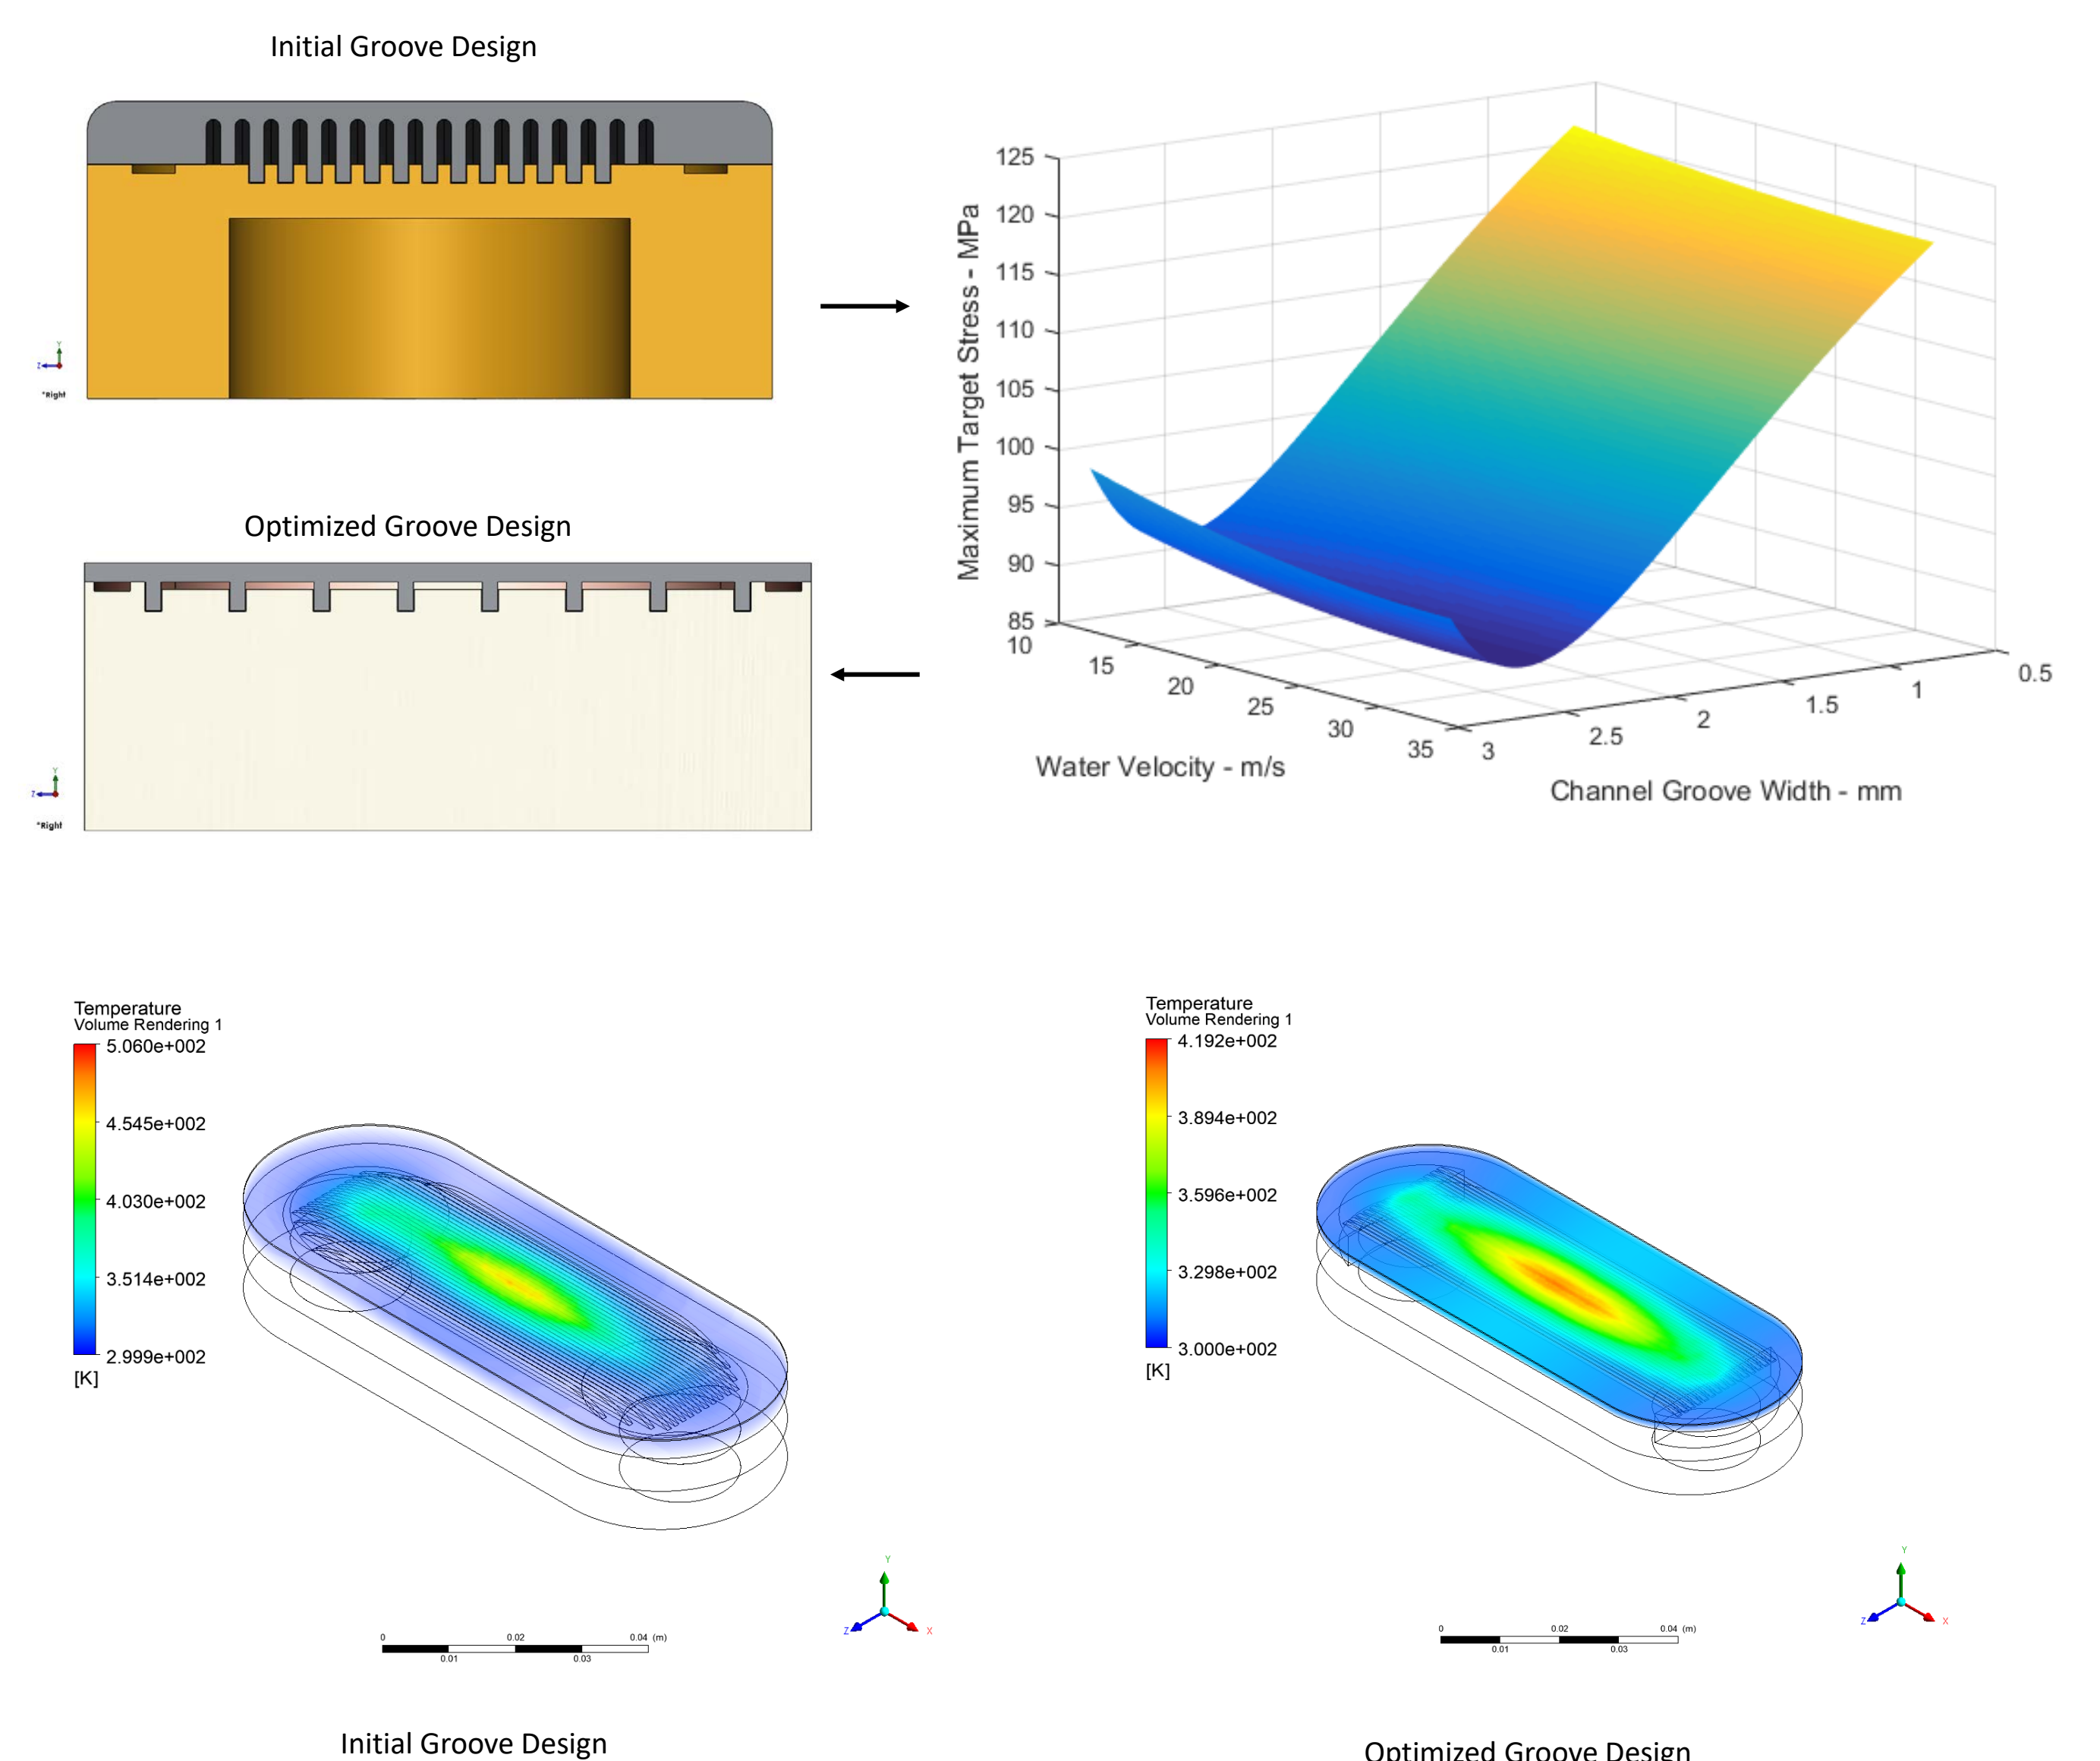 Initial Groove Design
Y
Z
*Right
Optimized Groove Design
Y
Z
*Right
Maximum Target Stress - MPa
125
120
115
110
105
100
95
90
85
10
15
20
25
30
35
Water Velocity - m/s
3
2.5
2
1.5
1
0.5
Channel Groove Width - mm
Temperature
Volume Rendering 1
5.060e+002
4.545e+002
4.030e+002
3.514e+002
2.999e+002
[K]
Y
Z
X
0 0.02 0.04 (m)
0.01 0.03
Initial Groove Design
Temperature
Volume Rendering 1
4.192e+002
3.894e+002
3.596e+002
3.298e+002
3.000e+002
[K]
Y
Z
X
0 0.02 0.04 (m)
0.01 0.03
Optimized Groove Design